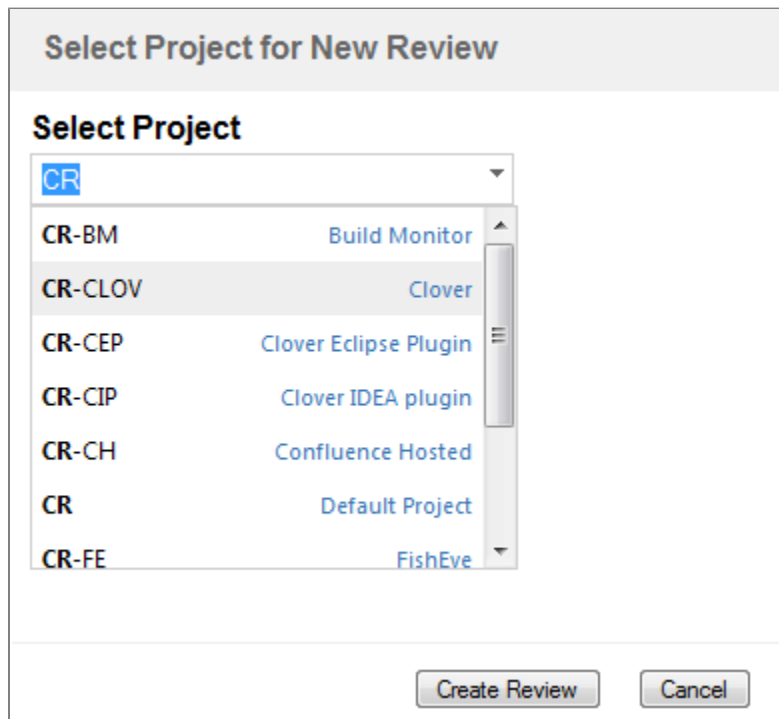 Select Project for New Review
Select Project
CR
CR-BM Build Monitor
CR-CLOV Clover
CR-CEP Clover Eclipse Plugin
CR-CIP Clover IDEA plugin
CR-CH Confluence Hosted
CR Default Project
CR-FE FishEye
Create Review Cancel